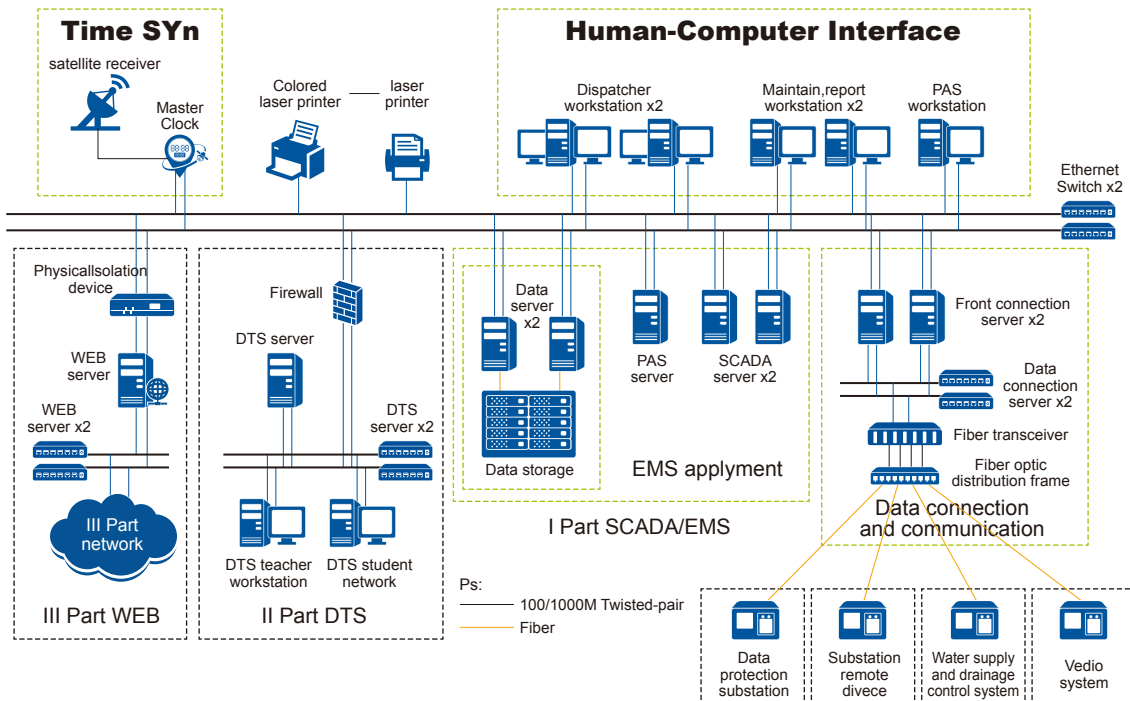 Time SYn
Human-Computer Interface
satellite receiver
Master
Clock
Colored
laser printer
laser
printer
Dispatcher
workstation x2
Maintain,report
workstation x2
PAS
workstation
Ethernet
Switch x2
PhysicalIsolation
device
WEB
server
WEB
server x2
III Part
network
III Part WEB
Firewall
DTS server
DTS
server x2
DTS teacher
workstation
DTS student
network
II Part DTS
Data
server
x2
Data storage
PAS
server
SCADA
server x2
EMS applyment
I Part SCADA/EMS
Front connection
server x2
Data
connection
server x2
Fiber transceiver
Fiber optic
distribution frame
Data connection
and communication
Ps:
100/1000M Twisted-pair
Fiber
Data
protection
substation
Substation
remote
divece
Water supply
and drainage
control system
Vedio
system